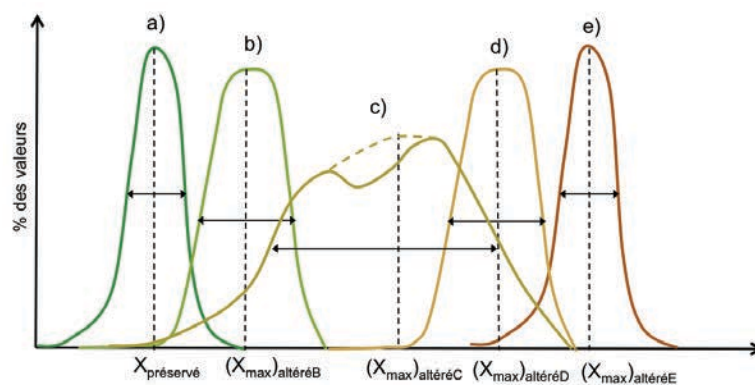 a)
b)
c)
d)
e)
% des valeurs
Xpréservé
(Xmax)altéréB
(Xmax)altéréC
(Xmax)altéréD
(Xmax)altéréE